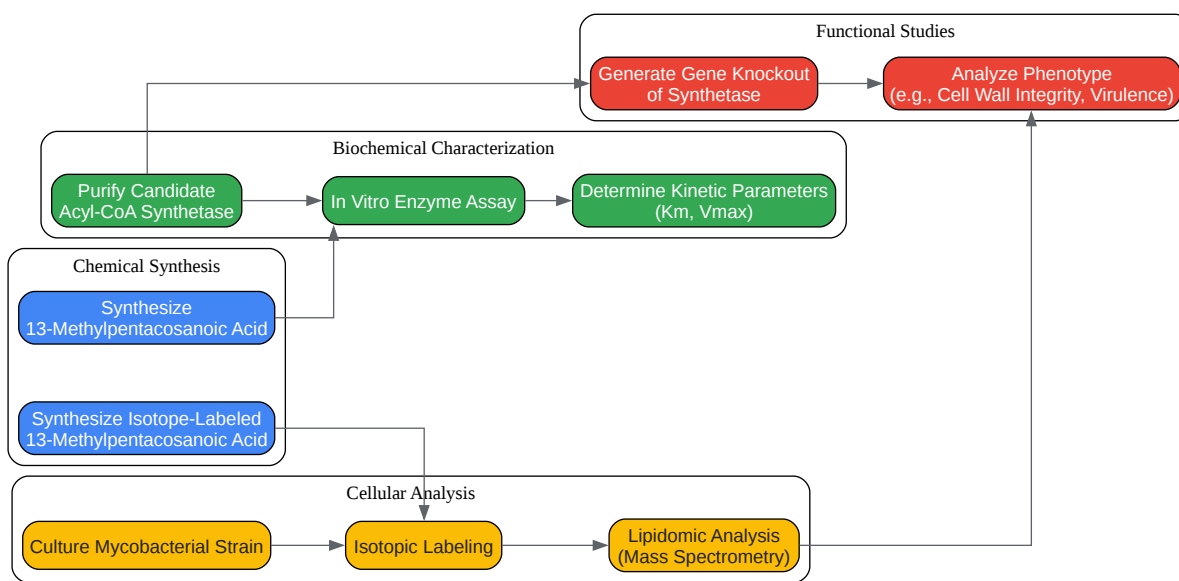 Functional Studies
Generate Gene Knockout
of Synthetase
Analyze Phenotype
(e.g., Cell Wall Integrity, Virulence)
Biochemical Characterization
Purify Candidate
Acyl-CoA Synthetase
In Vitro Enzyme Assay
Determine Kinetic Parameters
(Km, Vmax)
Chemical Synthesis
Synthesize
13-Methylpentacosanoic Acid
Synthesize Isotope-Labeled
13-Methylpentacosanoic Acid
Cellular Analysis
Culture Mycobacterial Strain
Isotopic Labeling
Lipidomic Analysis
(Mass Spectrometry)